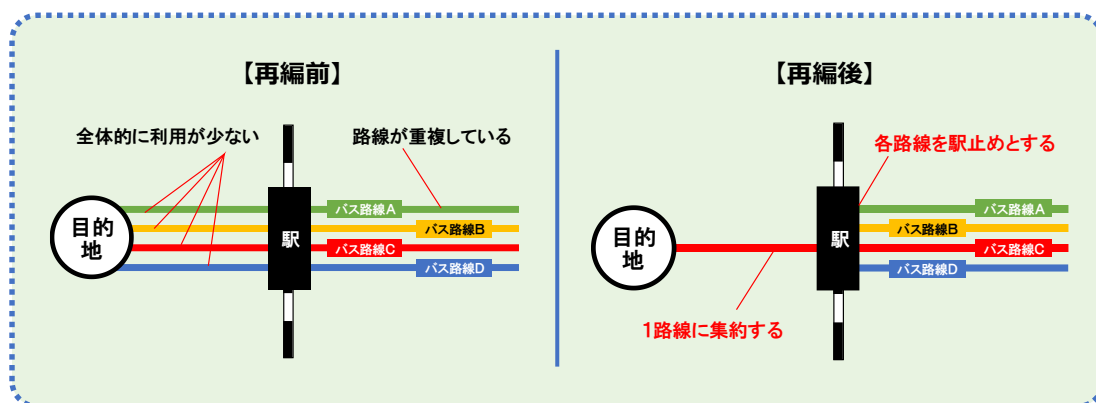 【再編前】
全体的に利用が少ない
路線が重複している
目的
地
駅
バス路線A
バス路線B
バス路線C
バス路線D
【再編後】
各路線を駅止めとする
目的
地
駅
バス路線A
バス路線B
バス路線C
バス路線D
1路線に集約する